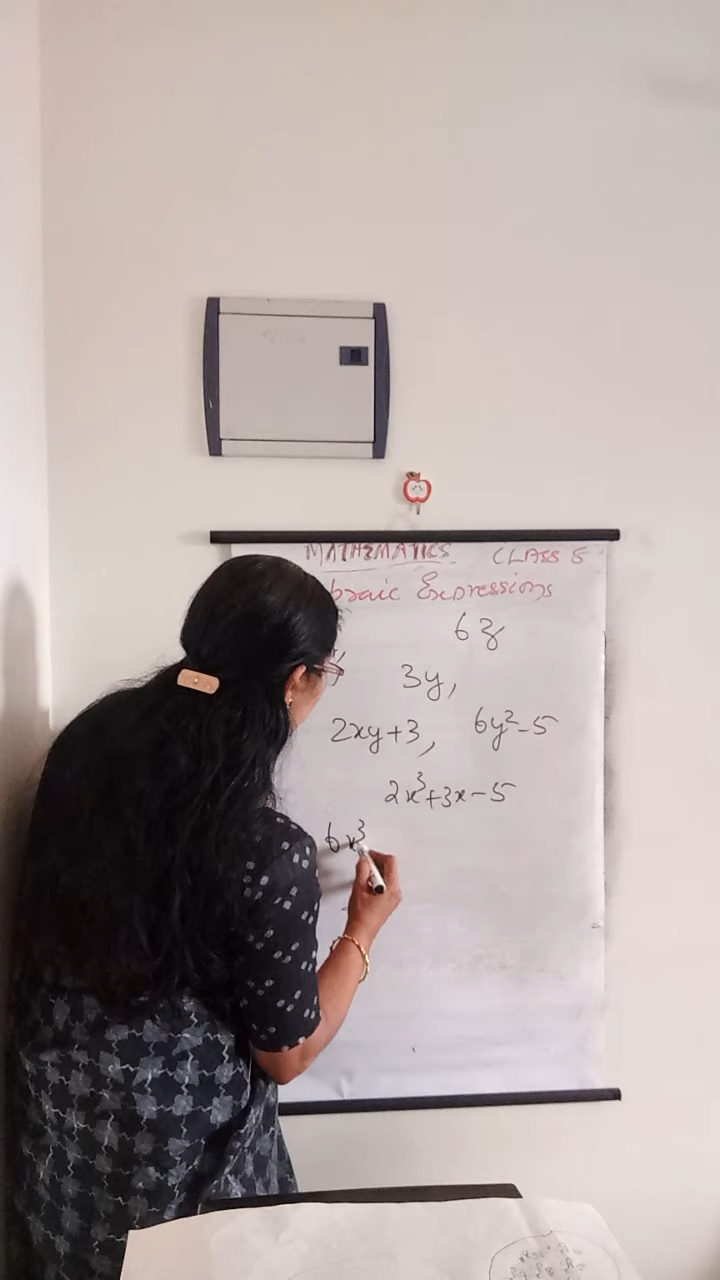 MATHEMATICS CLASS 5
braic Expressions
6z
3y,
2xy+3, 6y²-5
2x³+3x-5
6x³